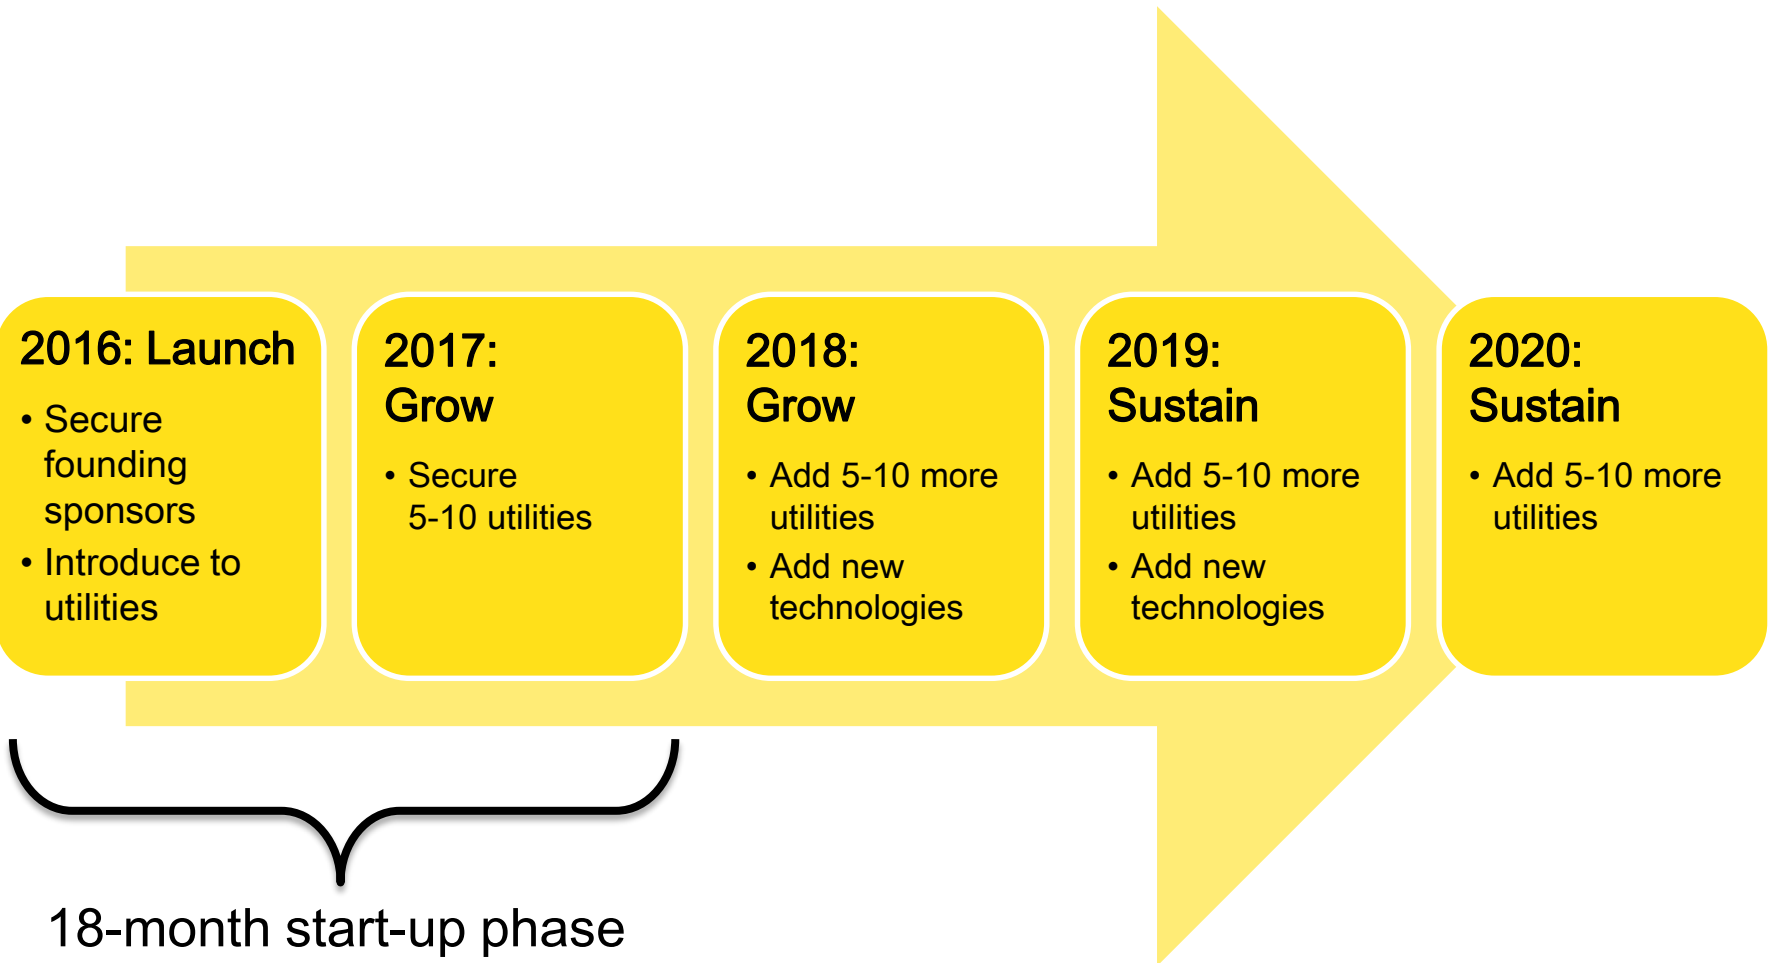 2016: Launch
• Secure
founding
sponsors
• Introduce to
utilities
2017:
Grow
• Secure
5-10 utilities
2018:
Grow
• Add 5-10 more
utilities
• Add new
technologies
2019:
Sustain
• Add 5-10 more
utilities
• Add new
technologies
2020:
Sustain
• Add 5-10 more
utilities
18-month start-up phase